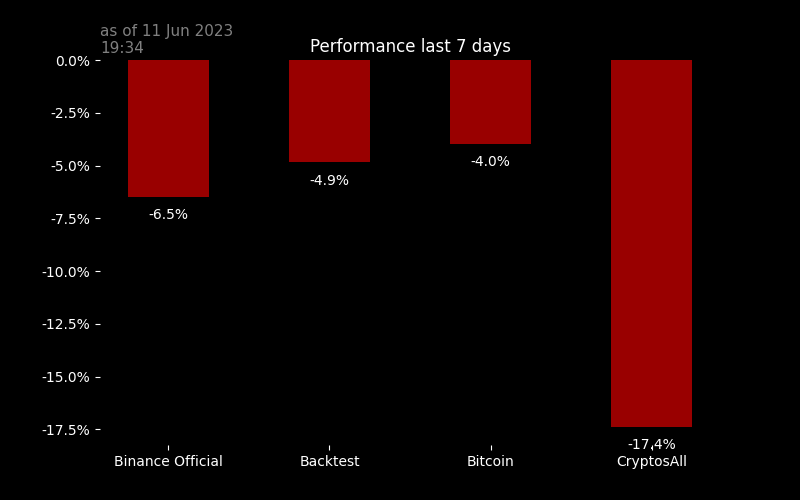 as of 11 Jun 2023
19:34
Performance last 7 days
0.0%
-2.5%
-5.0%
-7.5%
-10.0%
-12.5%
-15.0%
-17.5%
-6.5%
-4.9%
-4.0%
-17.4%
Binance Official
Backtest
Bitcoin
CryptosAll